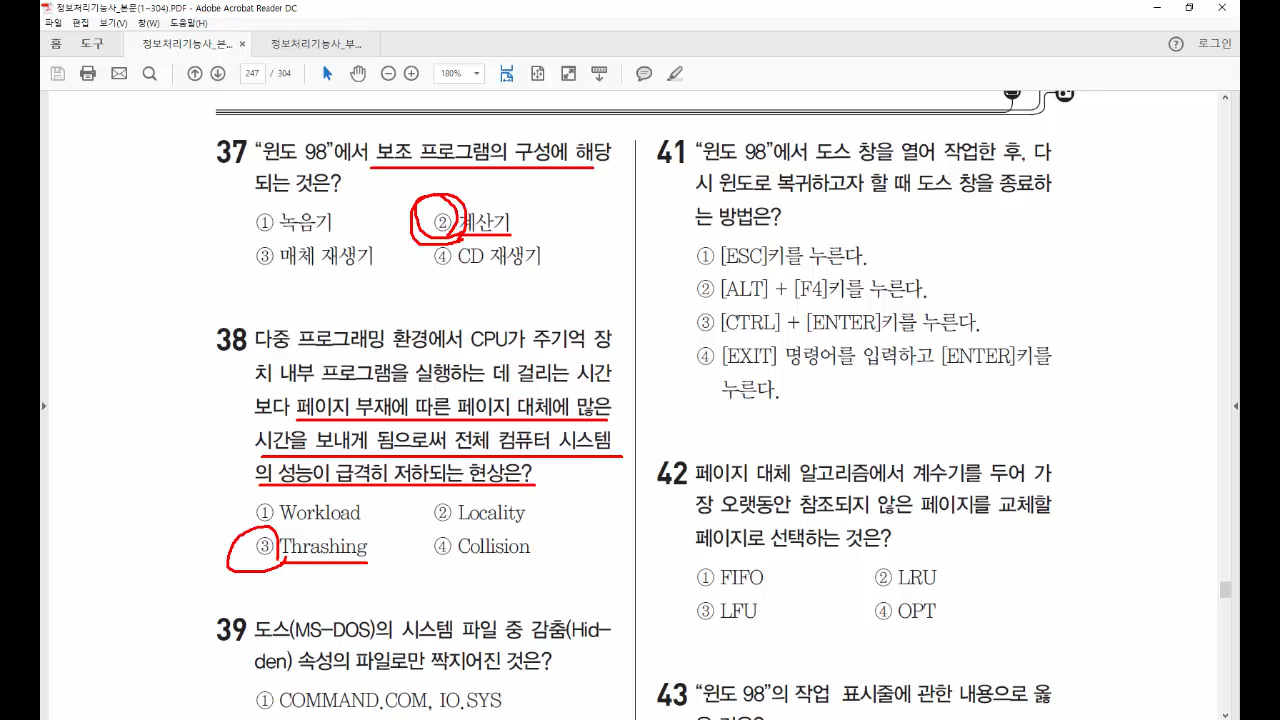 정보처리기능사_본문(1-304).PDF - Adobe Acrobat Reader DC
파일 편집 보기(V) 창(W) 도움말(H)
홈 도구 정보처리기능사_본... × 정보처리기능사_부... ? 로그인
247 / 304 180%
37 “윈도 98”에서 보조 프로그램의 구성에 해당
되는 것은?
① 녹음기 ② 계산기
③ 매체 재생기 ④ CD 재생기
38 다중 프로그래밍 환경에서 CPU가 주기억 장
치 내부 프로그램을 실행하는 데 걸리는 시간
보다 페이지 부재에 따른 페이지 대체에 많은
시간을 보내게 됨으로써 전체 컴퓨터 시스템
의 성능이 급격히 저하되는 현상은?
① Workload ② Locality
③ Thrashing ④ Collision
39 도스(MS-DOS)의 시스템 파일 중 감춤(Hid-
den) 속성의 파일로만 짝지어진 것은?
① COMMAND.COM, IO.SYS
41 “윈도 98”에서 도스 창을 열어 작업한 후, 다
시 윈도로 복귀하고자 할 때 도스 창을 종료하
는 방법은?
① [ESC]키를 누른다.
② [ALT] + [F4]키를 누른다.
③ [CTRL] + [ENTER]키를 누른다.
④ [EXIT] 명령어를 입력하고 [ENTER]키를
누른다.
42 페이지 대체 알고리즘에서 계수기를 두어 가
장 오랫동안 참조되지 않은 페이지를 교체할
페이지로 선택하는 것은?
① FIFO ② LRU
③ LFU ④ OPT
43 “윈도 98”의 작업 표시줄에 관한 내용으로 옳